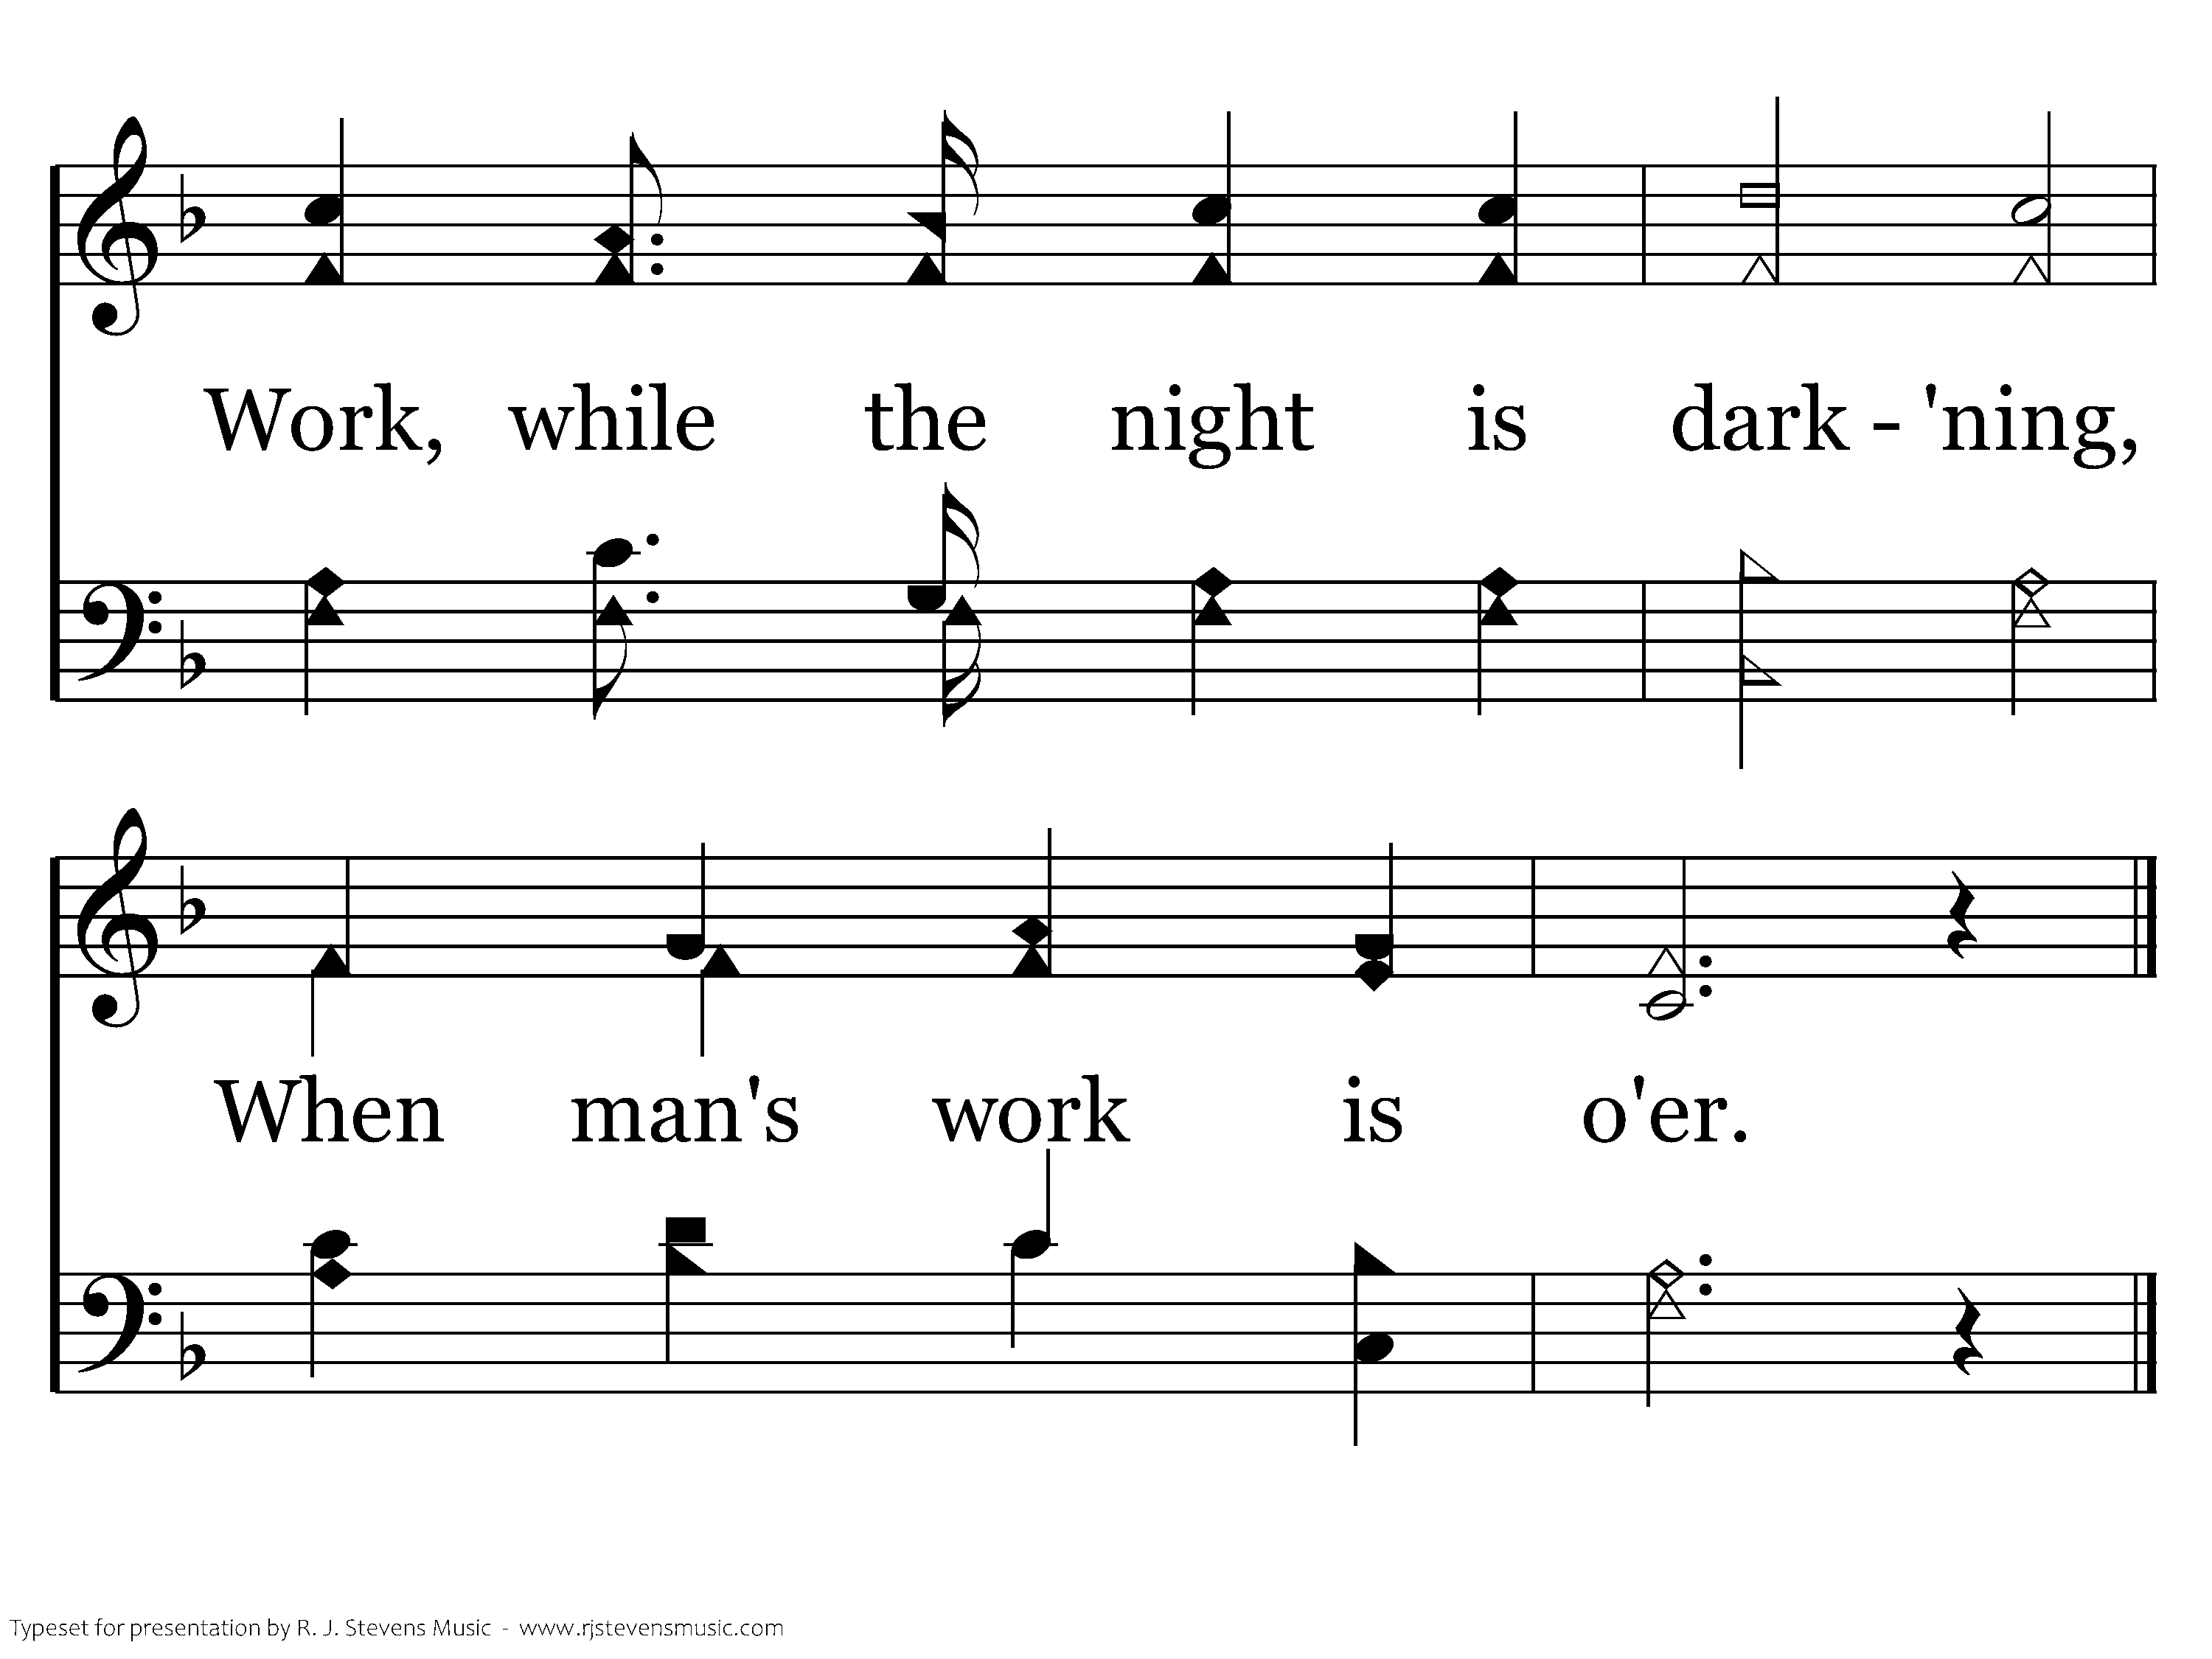 Work, while the night is dark - 'ning,
When man's work is o'er.
Typeset for presentation by R. J. Stevens Music - www.rjstevensmusic.com